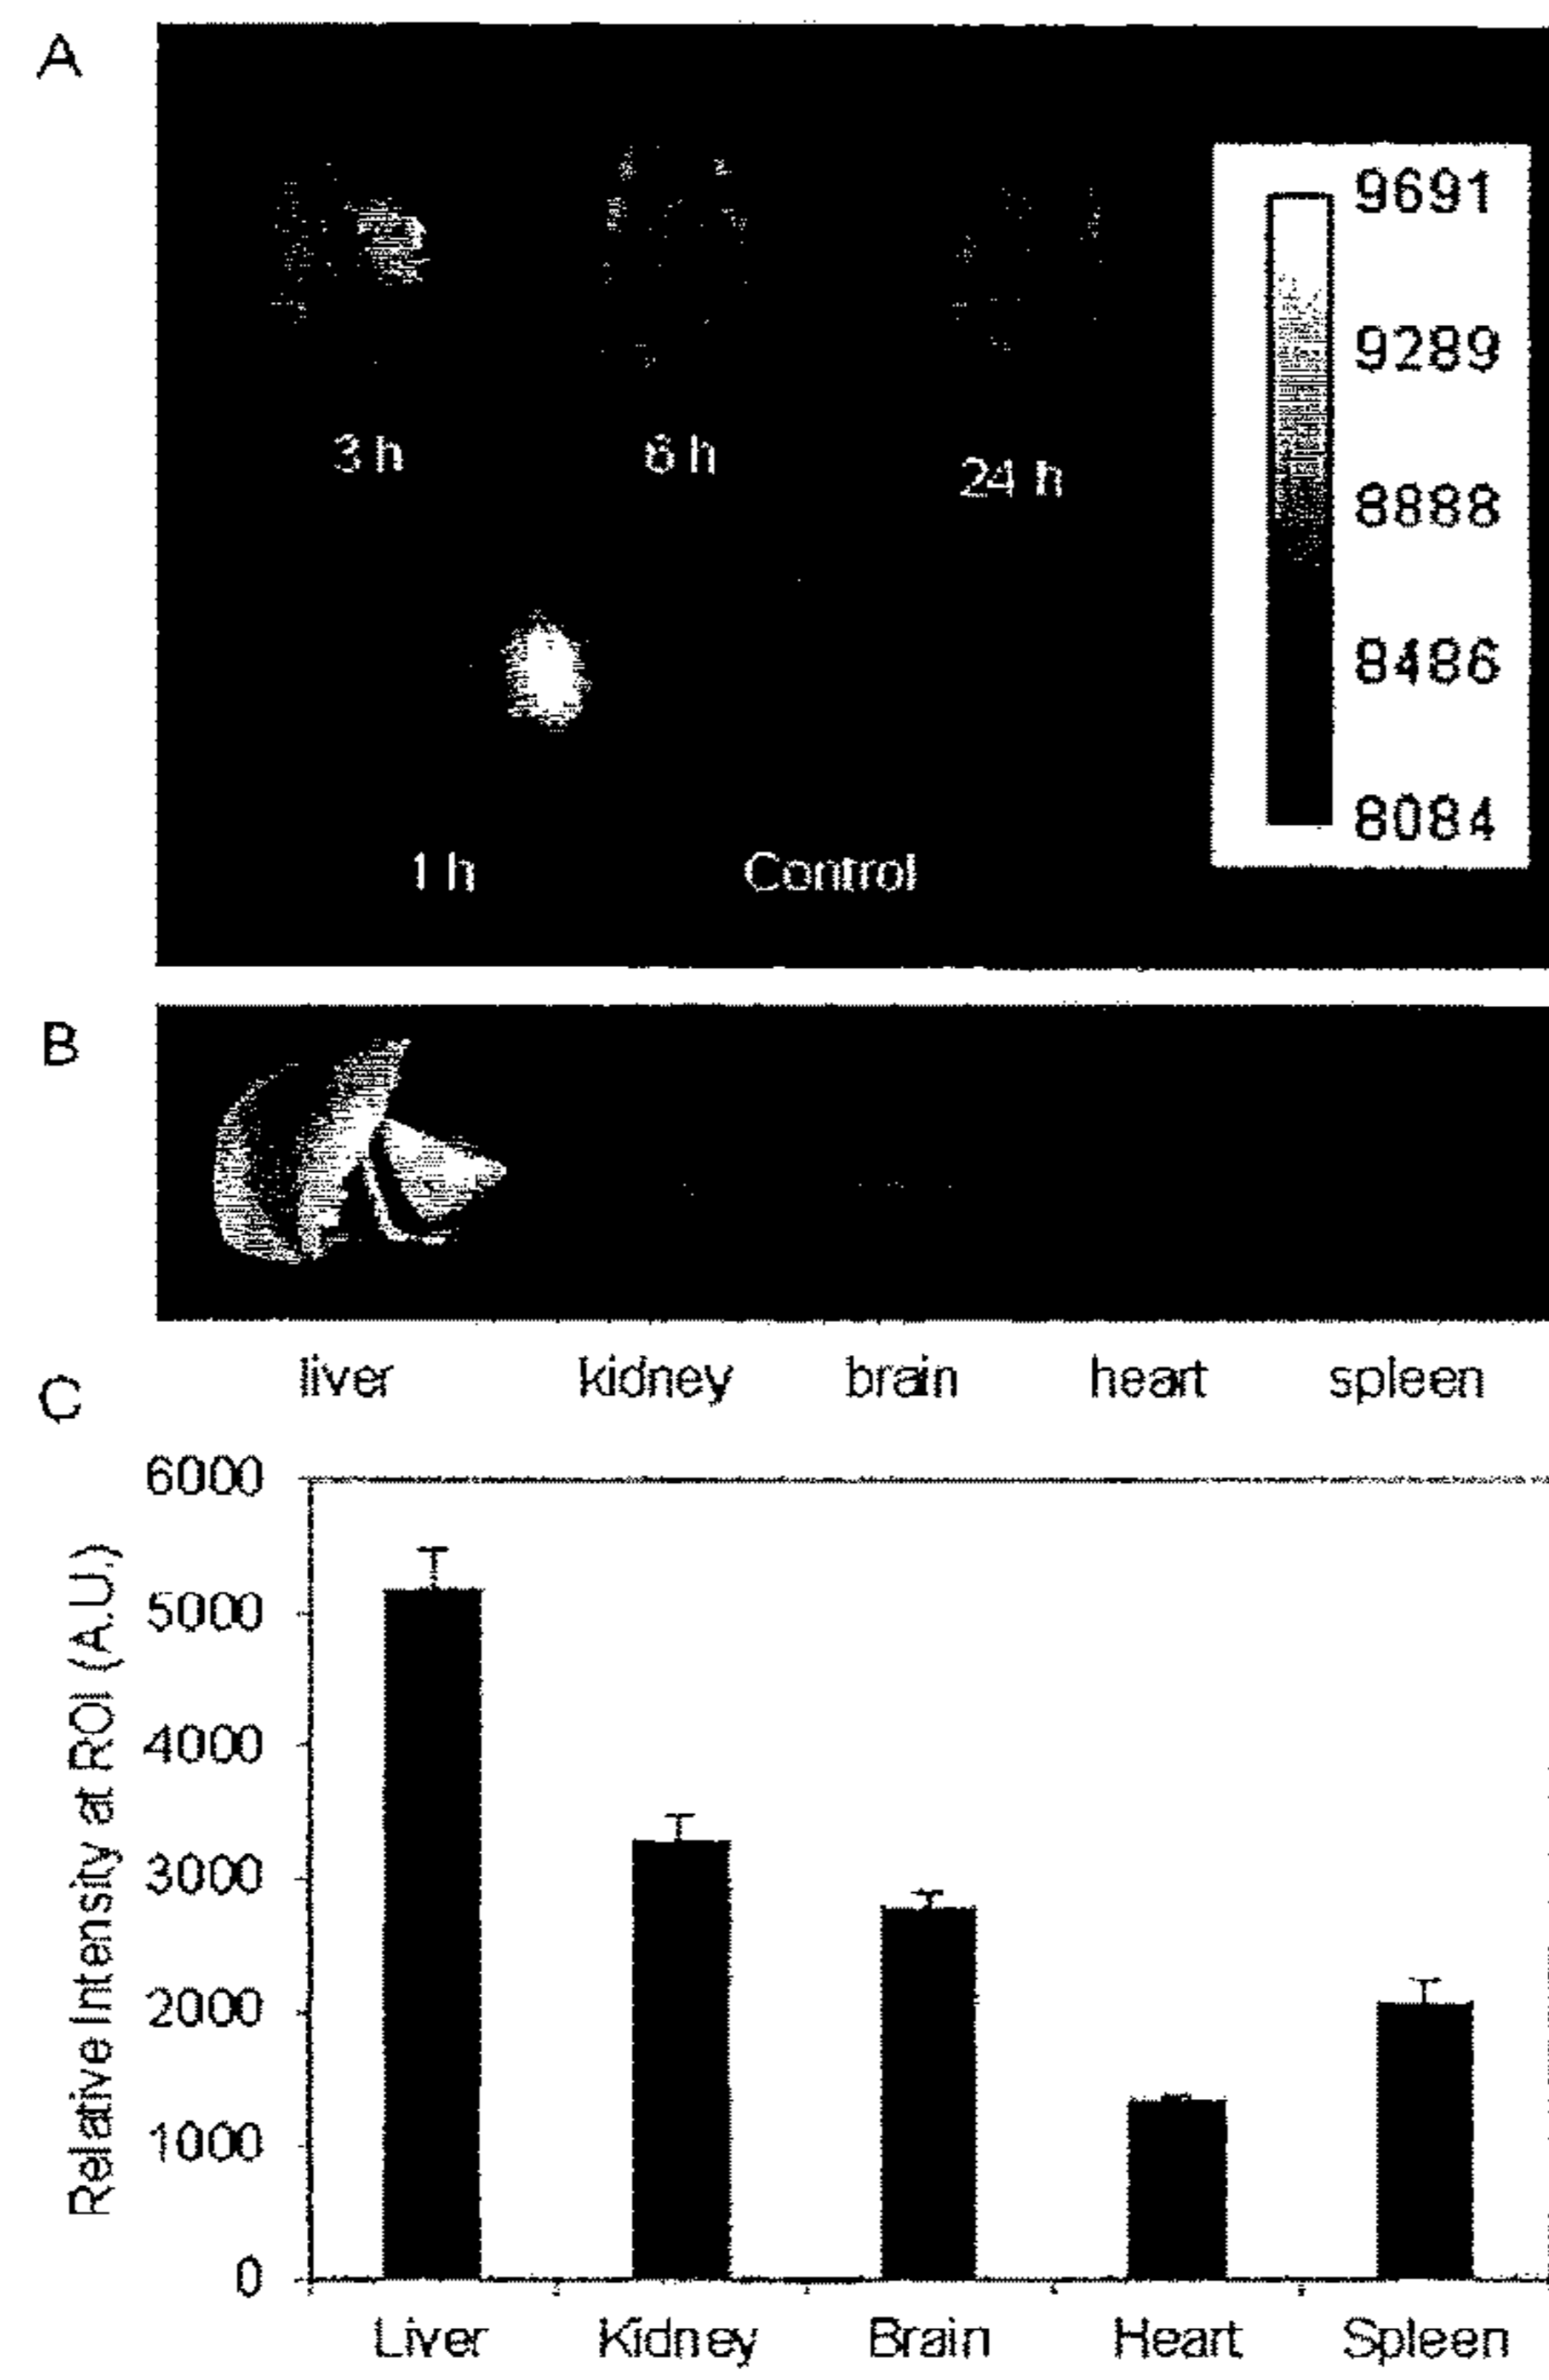 A
9691
9289
3 h
6 h
24 h
8888
8486
8084
1 h
Control
B
liver
kidney
brain
heart
spleen
C
Relative Intensity at ROI (A.U.)
6000
5000
4000
3000
2000
1000
0
Liver
Kidney
Brain
Heart
Spleen